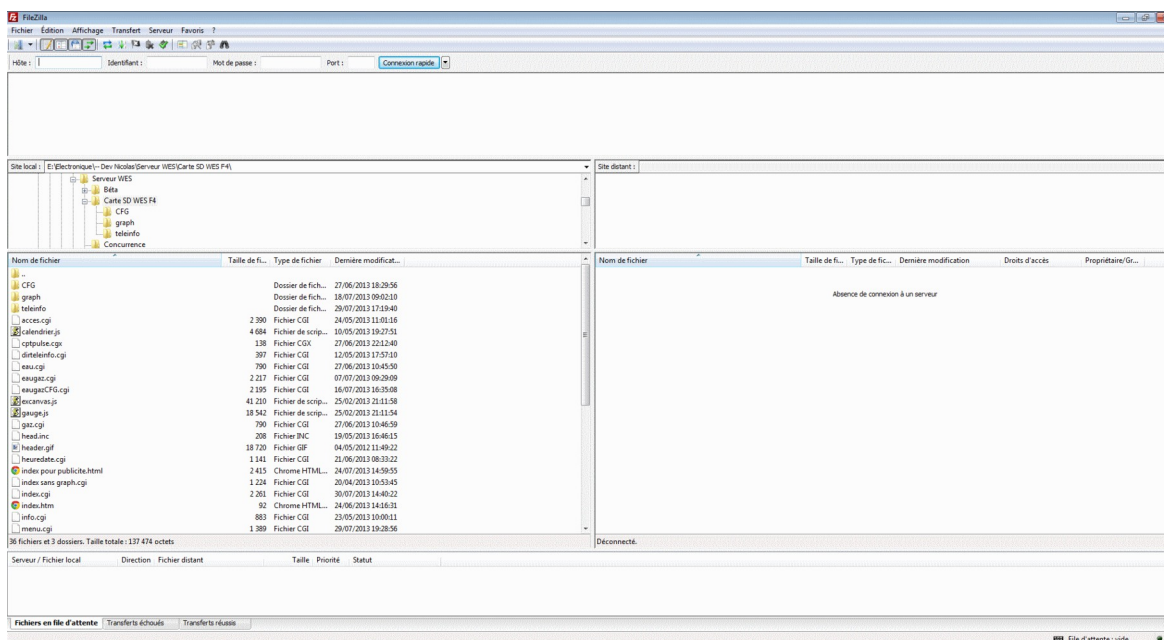 FileZilla
Fichier Édition Affichage Transfert Serveur Favoris ?
Hôte : Identifiant : Mot de passe : Port : Connexion rapide
Site local : E:\Electronique\-- Dev Nicolas\Serveur WES\Carte SD WES F4\
Site distant :
Serveur WES
Béta
Carte SD WES F4
CFG
graph
teleinfo
Concurrence
Nom de fichier Taille de fi... Type de fichier Dernière modificat...
..
CFG Dossier de fich... 27/06/2013 18:29:56
graph Dossier de fich... 18/07/2013 09:02:10
teleinfo Dossier de fich... 29/07/2013 17:19:40
acces.cgi 2 390 Fichier CGI 24/05/2013 11:01:16
calendrier.js 4 684 Fichier de scrip... 10/05/2013 19:27:51
cptpulse.cgx 138 Fichier CGX 27/06/2013 22:12:40
dirteleinfo.cgi 397 Fichier CGI 12/05/2013 17:57:10
eau.cgi 790 Fichier CGI 27/06/2013 10:45:50
eaugaz.cgi 2 217 Fichier CGI 07/07/2013 09:29:09
eaugazCFG.cgi 2 195 Fichier CGI 16/07/2013 16:35:08
excanvas.js 41 210 Fichier de scrip... 25/02/2013 21:11:58
gauge.js 18 542 Fichier de scrip... 25/02/2013 21:11:54
gaz.cgi 790 Fichier CGI 27/06/2013 10:46:59
head.inc 208 Fichier INC 19/05/2013 16:46:15
header.gif 18 720 Fichier GIF 04/05/2012 11:49:22
heuredate.cgi 1 141 Fichier CGI 21/06/2013 08:33:22
index pour publicite.html 2 415 Chrome HTML... 24/07/2013 14:59:55
index sans graph.cgi 1 224 Fichier CGI 20/04/2013 10:53:45
index.cgi 2 261 Fichier CGI 30/07/2013 14:40:22
index.htm 92 Chrome HTML... 24/06/2013 14:16:31
info.cgi 883 Fichier CGI 23/05/2013 10:00:11
menu.cgi 1 389 Fichier CGI 29/07/2013 19:28:56
36 fichiers et 3 dossiers. Taille totale : 137 474 octets
Nom de fichier Taille de fi... Type de fic... Dernière modification Droits d'accès Propriétaire/Gr...
Absence de connexion à un serveur
Déconnecté.
Serveur / Fichier local Direction Fichier distant Taille Priorité Statut
Fichiers en file d'attente Transferts échoués Transferts réussis
File d'attente : vide